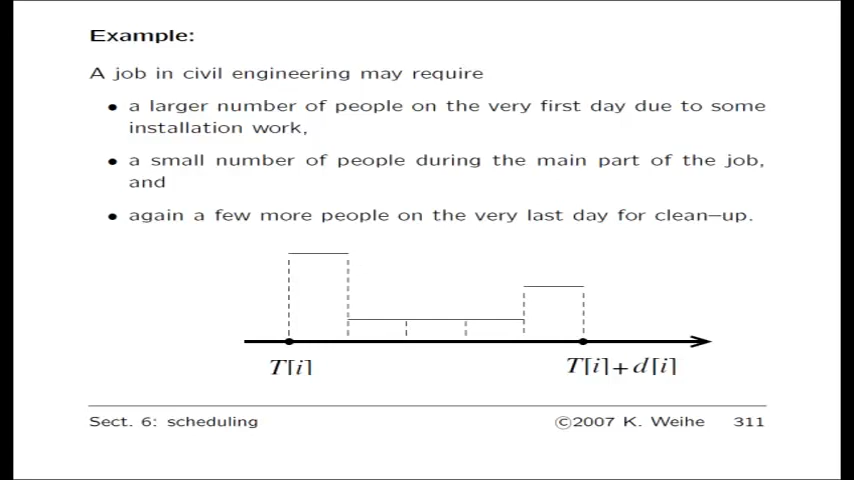 Example:
A job in civil engineering may require
• a larger number of people on the very first day due to some
installation work,
• a small number of people during the main part of the job,
and
• again a few more people on the very last day for clean–up.
T[i]
T[i]+d[i]
Sect. 6: scheduling
©2007 K. Weihe 311